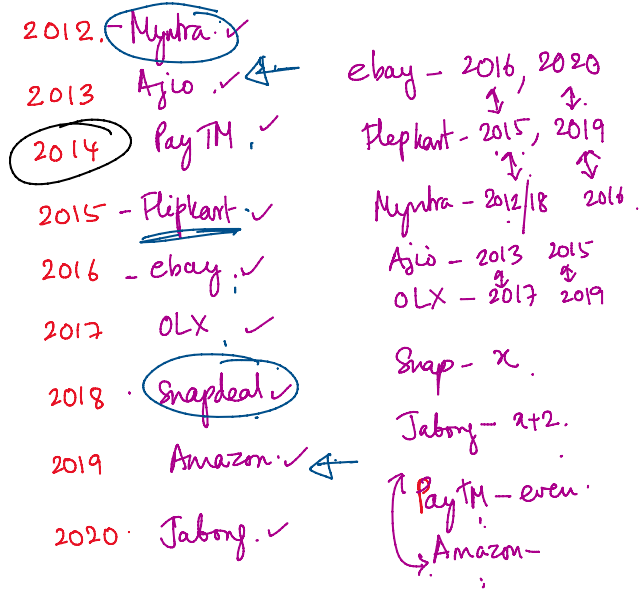 2012. - Myntra.
2013 Ajio.
2014 PayTM
2015 - Flipkart
2016 - ebay.
2017 OLX
2018 . Snapdeal
2019 Amazon.
2020 . Jabong.
ebay - 2016, 2020
Flepkart - 2015, 2019
Myntra - 2012/18 2016.
Ajio - 2013 2015
OLX - 2017 2019
Snap - x.
Jabong - x+2.
PayTM - even.
Amazon -